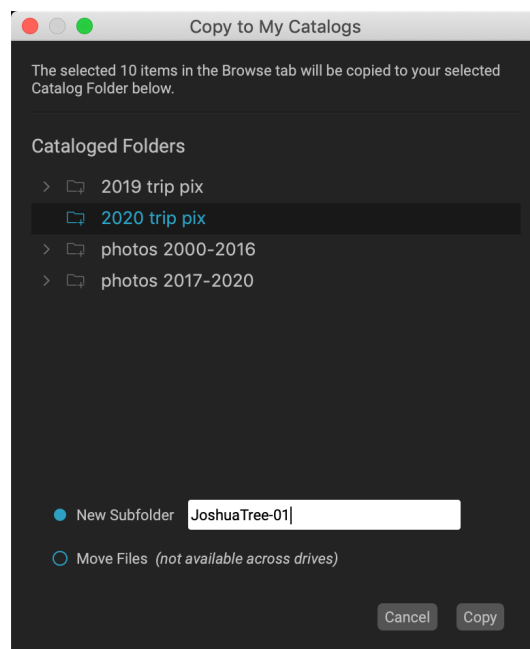 Copy to My Catalogs
The selected 10 items in the Browse tab will be copied to your selected
Catalog Folder below.
Cataloged Folders
2019 trip pix
2020 trip pix
photos 2000-2016
photos 2017-2020
New Subfolder JoshuaTree-01
Move Files (not available across drives)
Cancel Copy